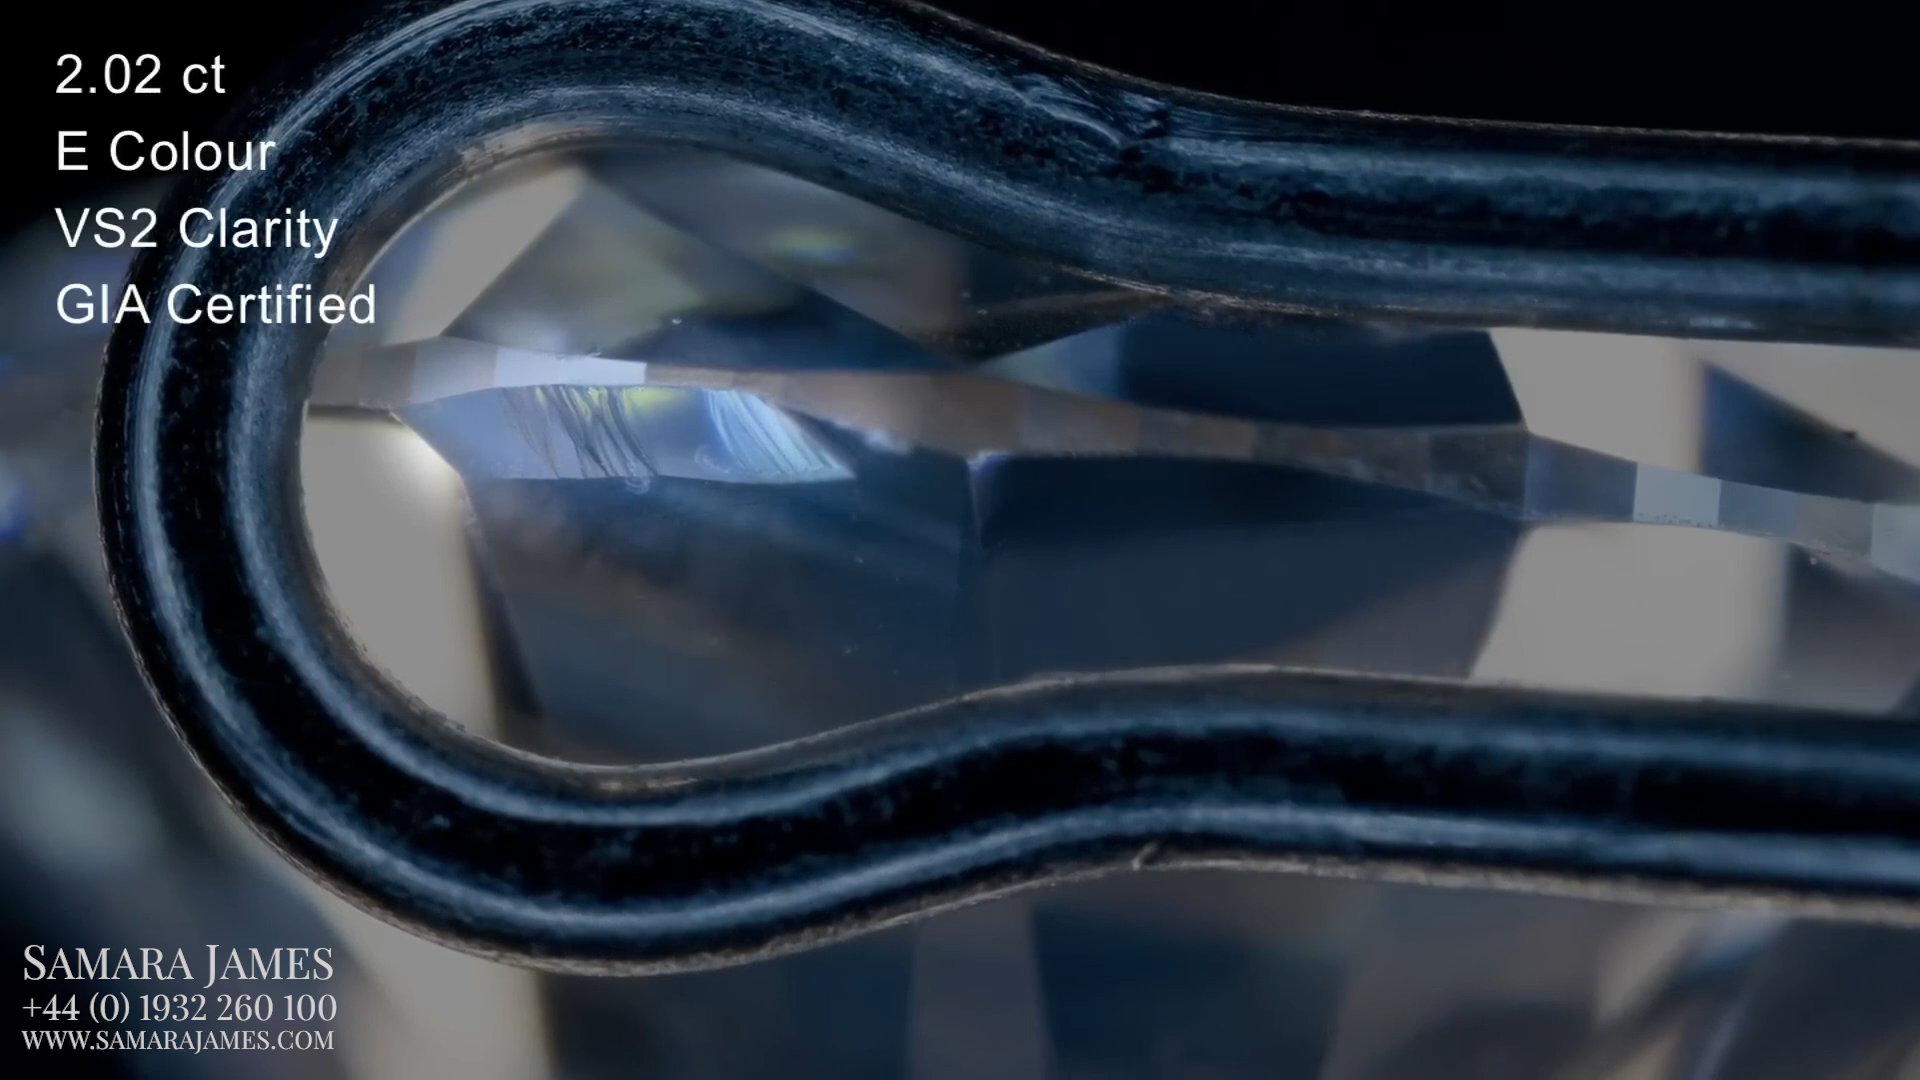 2.02 ct
E Colour
VS2 Clarity
GIA Certified
SAMARA JAMES
+44 (0) 1932 260 100
WWW.SAMARAJAMES.COM